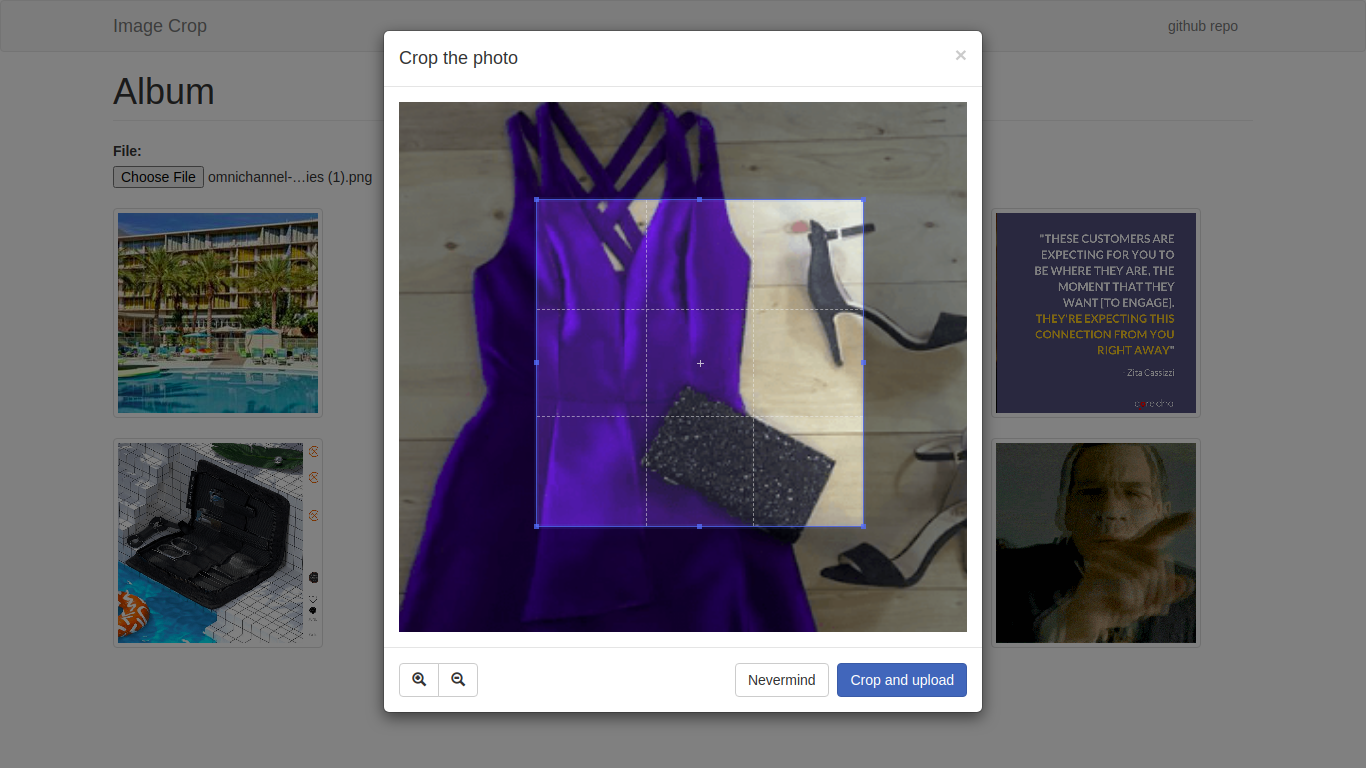 Image Crop
github repo
Crop the photo
×
Album
File:
Choose File omnichannel-…ies (1).png
"THESE CUSTOMERS ARE
EXPECTING FOR YOU TO
BE WHERE THEY ARE, THE
MOMENT THAT THEY
WANT [TO ENGAGE].
THEY'RE EXPECTING THIS
CONNECTION FROM YOU
RIGHT AWAY"
- Zita Cassizzi
Nevermind
Crop and upload